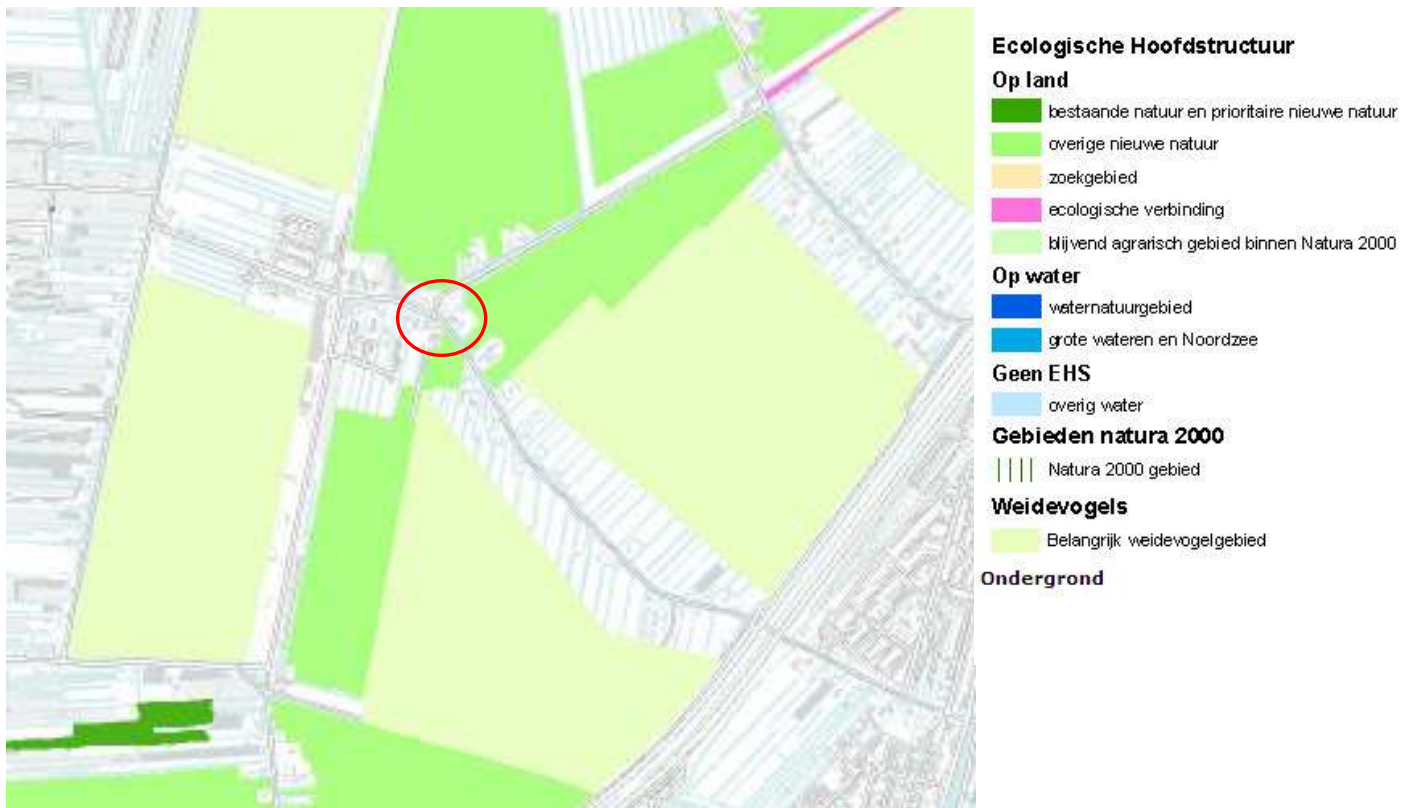 Ecologische Hoofdstructuur
Op land
bestaande natuur en prioritaire nieuwe natuur
overige nieuwe natuur
zoekgebied
ecologische verbinding
blijvend agrarisch gebied binnen Natura 2000
Op water
waternatuurgebied
grote wateren en Noordzee
Geen EHS
overig water
Gebieden natura 2000
Natura 2000 gebied
Weidevogels
Belangrijk weidevogelgebied
Ondergrond